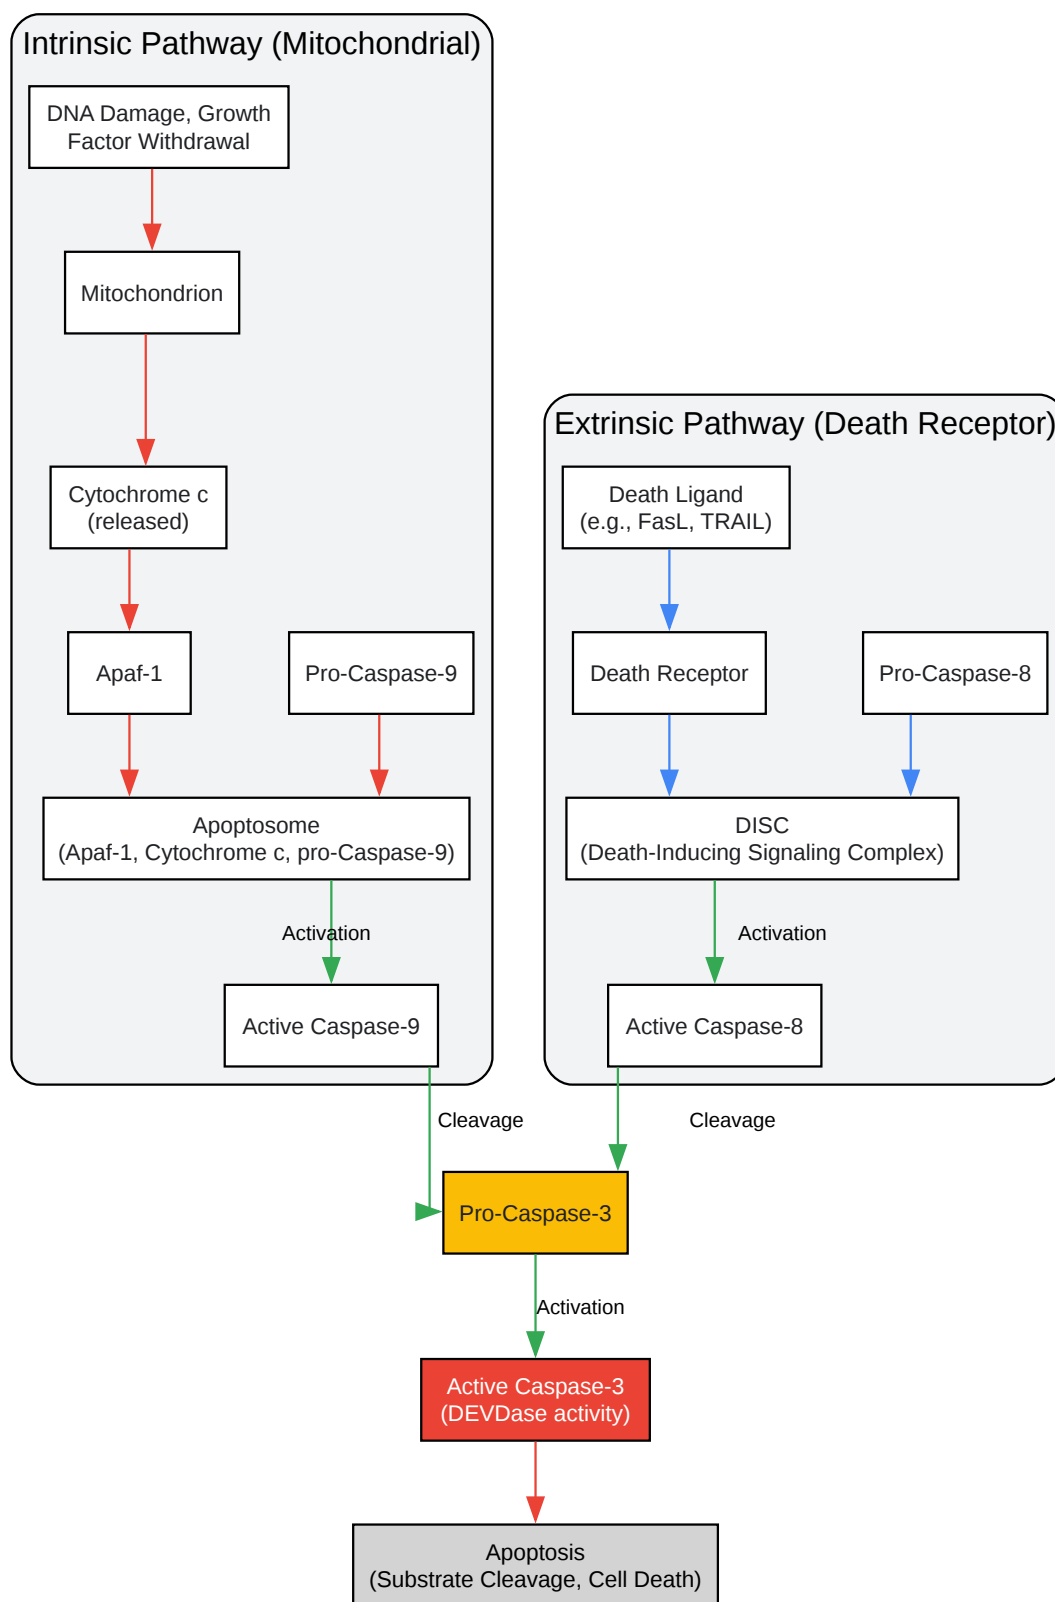 Intrinsic Pathway (Mitochondrial)
DNA Damage, Growth
Factor Withdrawal
Mitochondrion
Cytochrome c
(released)
Apaf-1
Pro-Caspase-9
Apoptosome
(Apaf-1, Cytochrome c, pro-Caspase-9)
Activation
Active Caspase-9
Cleavage
Extrinsic Pathway (Death Receptor)
Death Ligand
(e.g., FasL, TRAIL)
Death Receptor
Pro-Caspase-8
DISC
(Death-Inducing Signaling Complex)
Activation
Active Caspase-8
Cleavage
Pro-Caspase-3
Activation
Active Caspase-3
(DEVDase activity)
Apoptosis
(Substrate Cleavage, Cell Death)